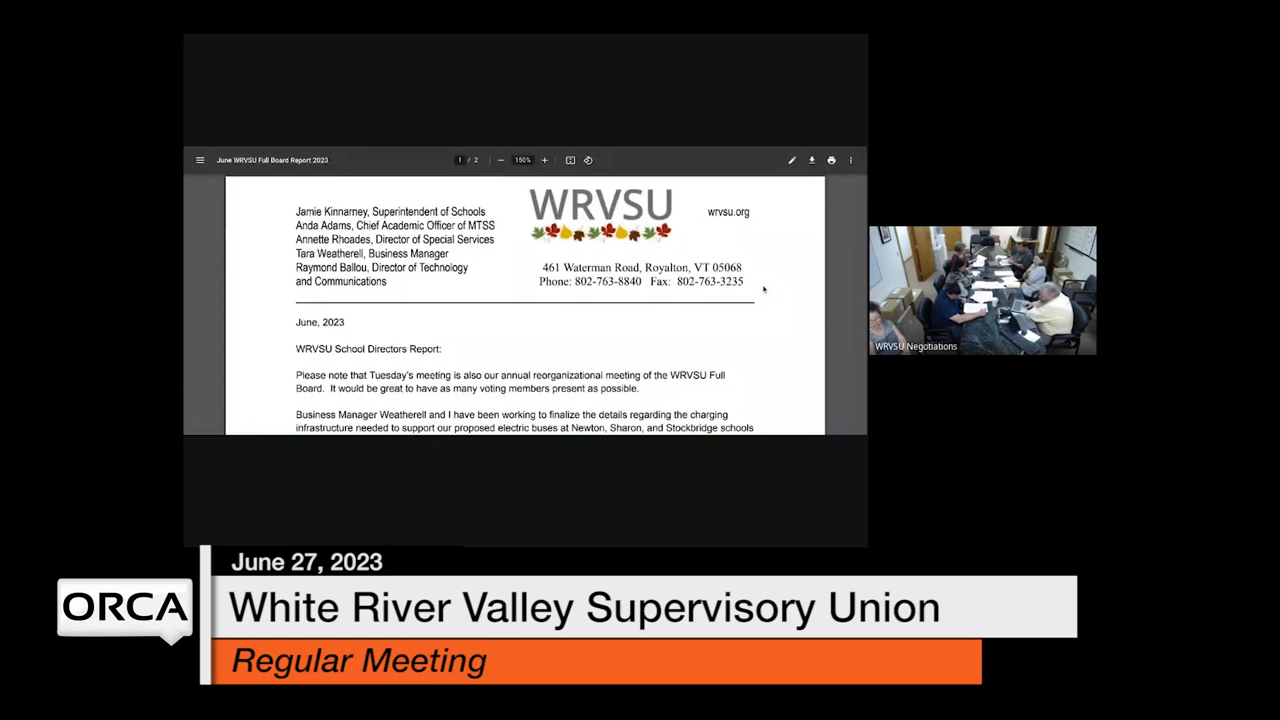 June WRVSU Full Board Report 2023
1 / 2
150%
Jamie Kinnarney, Superintendent of Schools
Anda Adams, Chief Academic Officer of MTSS
Annette Rhoades, Director of Special Services
Tara Weatherell, Business Manager
Raymond Ballou, Director of Technology
and Communications
WRVSU
wrvsu.org
461 Waterman Road, Royalton, VT 05068
Phone: 802-763-8840 Fax: 802-763-3235
June, 2023
WRVSU School Directors Report:
Please note that Tuesday's meeting is also our annual reorganizational meeting of the WRVSU Full
Board. It would be great to have as many voting members present as possible.
Business Manager Weatherell and I have been working to finalize the details regarding the charging
infrastructure needed to support our proposed electric buses at Newton, Sharon, and Stockbridge schools
WRVSU Negotiations
June 27, 2023
ORCA
White River Valley Supervisory Union
Regular Meeting